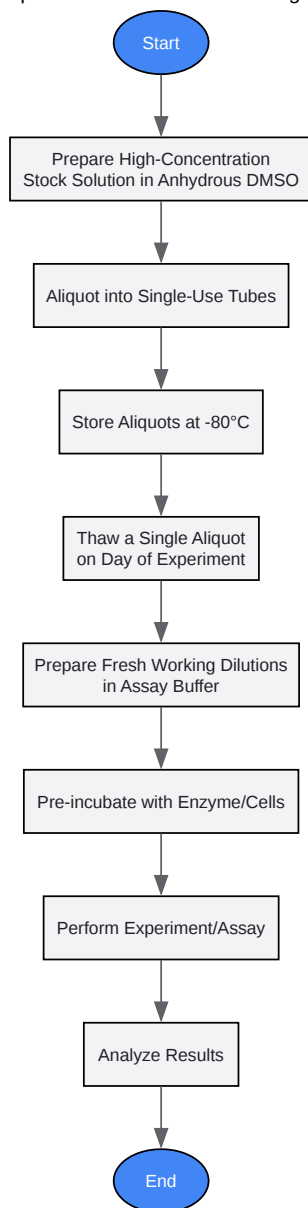 Start
Prepare High-Concentration
Stock Solution in Anhydrous DMSO
Aliquot into Single-Use Tubes
Store Aliquots at -80°C
Thaw a Single Aliquot
on Day of Experiment
Prepare Fresh Working Dilutions
in Assay Buffer
Pre-incubate with Enzyme/Cells
Perform Experiment/Assay
Analyze Results
End